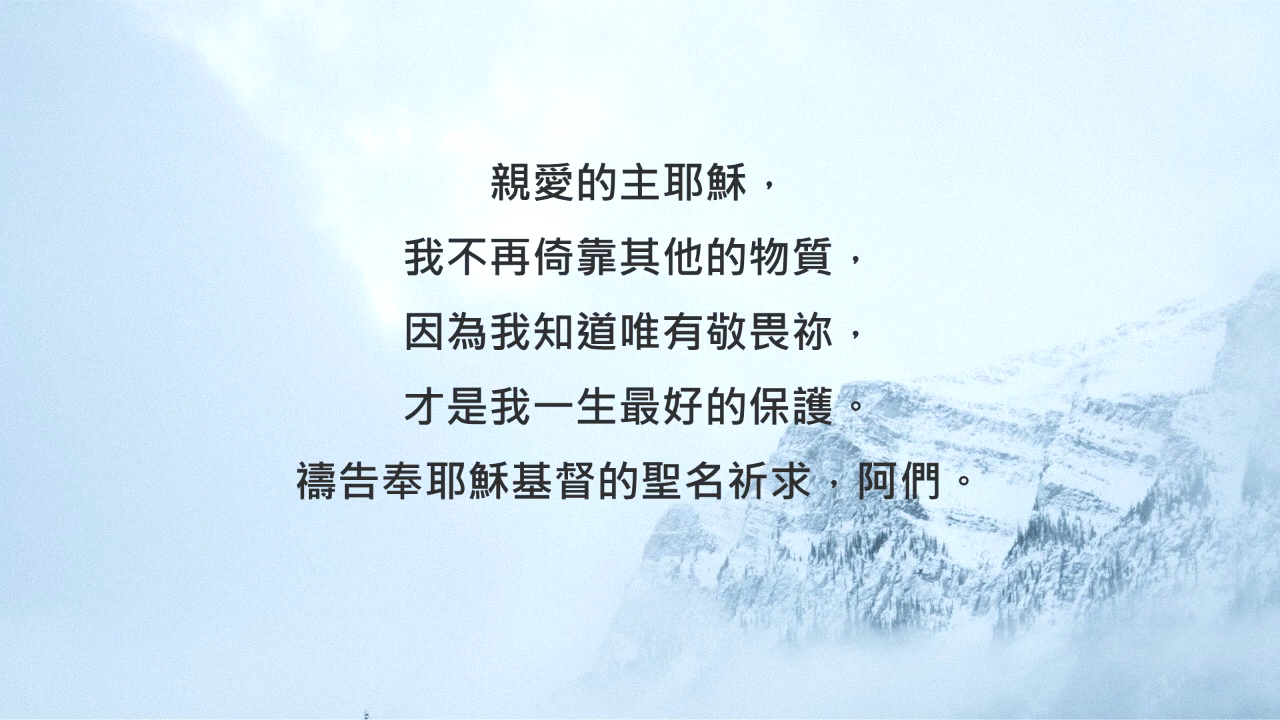 親愛的主耶穌，
我不再倚靠其他的物質，
因為我知道唯有敬畏祢，
才是我一生最好的保護。
禱告奉耶穌基督的聖名祈求，阿們。